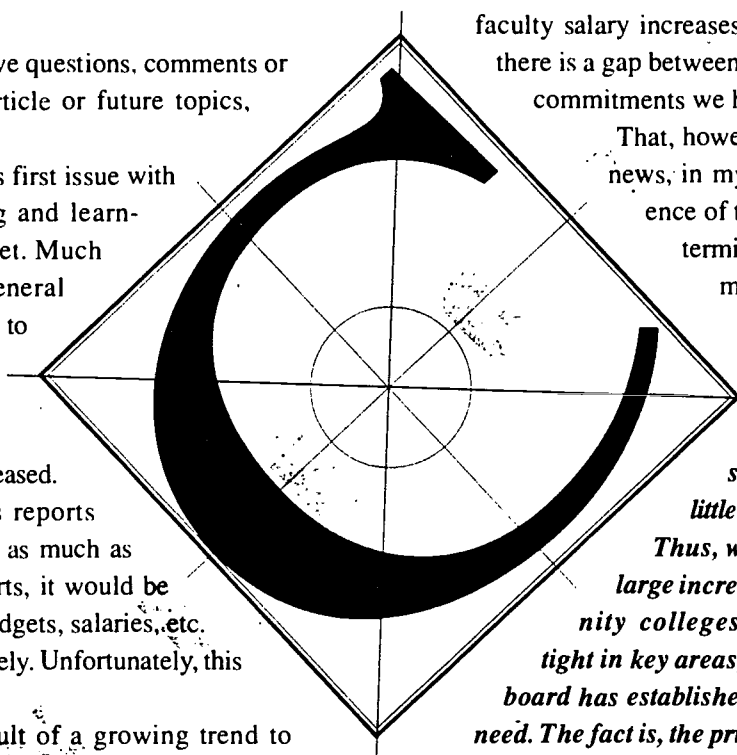 ve questions, comments or
rticle or future topics,
s first issue with
g and learn-
et. Much
eneral
to
eased.
s reports
as much as
rts, it would be
dgets, salaries, etc.
ely. Unfortunately, this
ult of a growing trend to
C
faculty salary increases
there is a gap between
commitments we h
That, howe
news, in my
ence of t
termi
m
s
little
Thus, w
large incre
nity colleges
tight in key areas,
board has establishe
need. The fact is, the pr